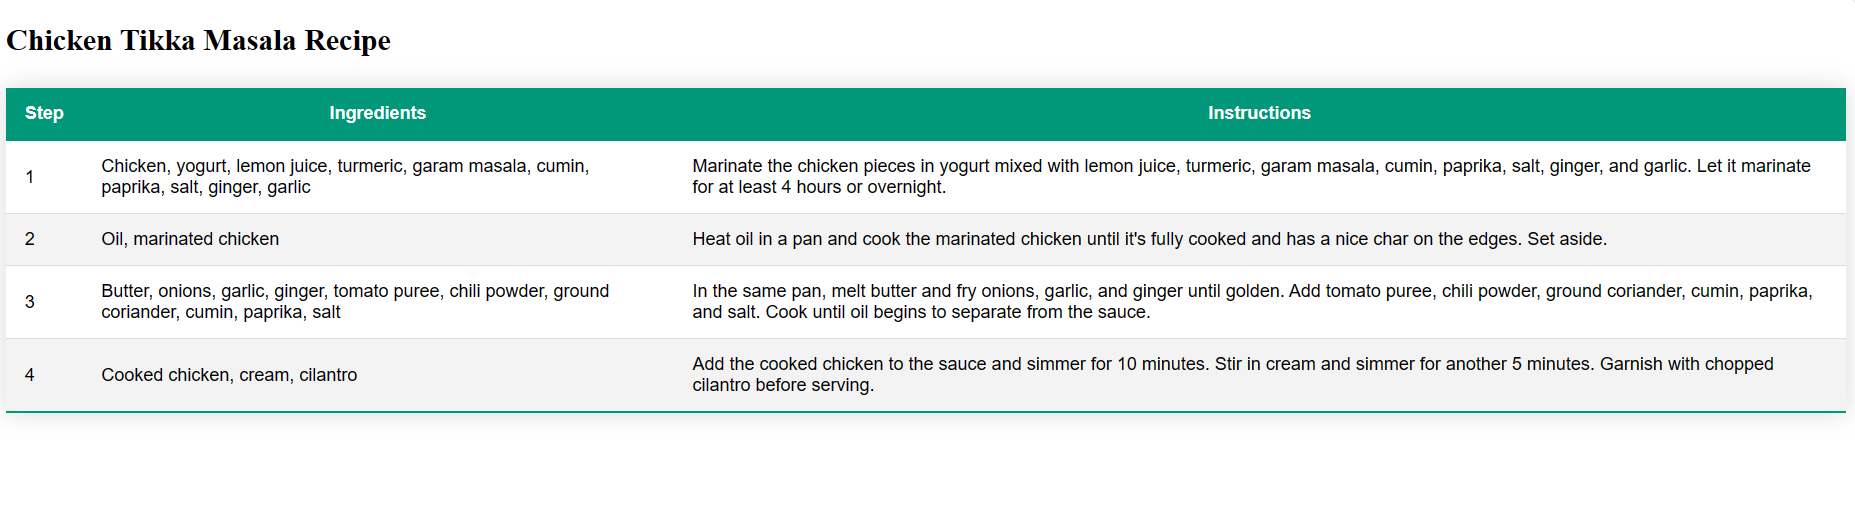 Chicken Tikka Masala Recipe
Step Ingredients Instructions
1 Chicken, yogurt, lemon juice, turmeric, garam masala, cumin, paprika, salt, ginger, garlic Marinate the chicken pieces in yogurt mixed with lemon juice, turmeric, garam masala, cumin, paprika, salt, ginger, and garlic. Let it marinate for at least 4 hours or overnight.
2 Oil, marinated chicken Heat oil in a pan and cook the marinated chicken until it's fully cooked and has a nice char on the edges. Set aside.
3 Butter, onions, garlic, ginger, tomato puree, chili powder, ground coriander, cumin, paprika, salt In the same pan, melt butter and fry onions, garlic, and ginger until golden. Add tomato puree, chili powder, ground coriander, cumin, paprika, and salt. Cook until oil begins to separate from the sauce.
4 Cooked chicken, cream, cilantro Add the cooked chicken to the sauce and simmer for 10 minutes. Stir in cream and simmer for another 5 minutes. Garnish with chopped cilantro before serving.